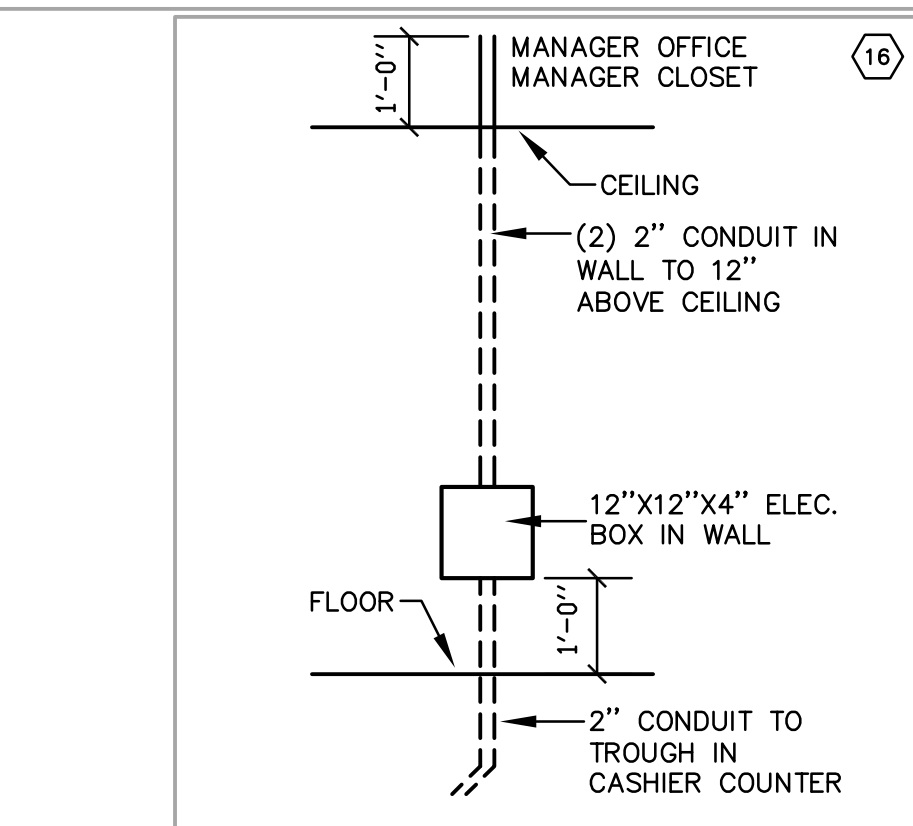 MANAGER OFFICE
MANAGER CLOSET
16
1'-0"
CEILING
(2) 2" CONDUIT IN
WALL TO 12"
ABOVE CEILING
12"X12"X4" ELEC.
BOX IN WALL
FLOOR
1'-0"
2" CONDUIT TO
TROUGH IN
CASHIER COUNTER